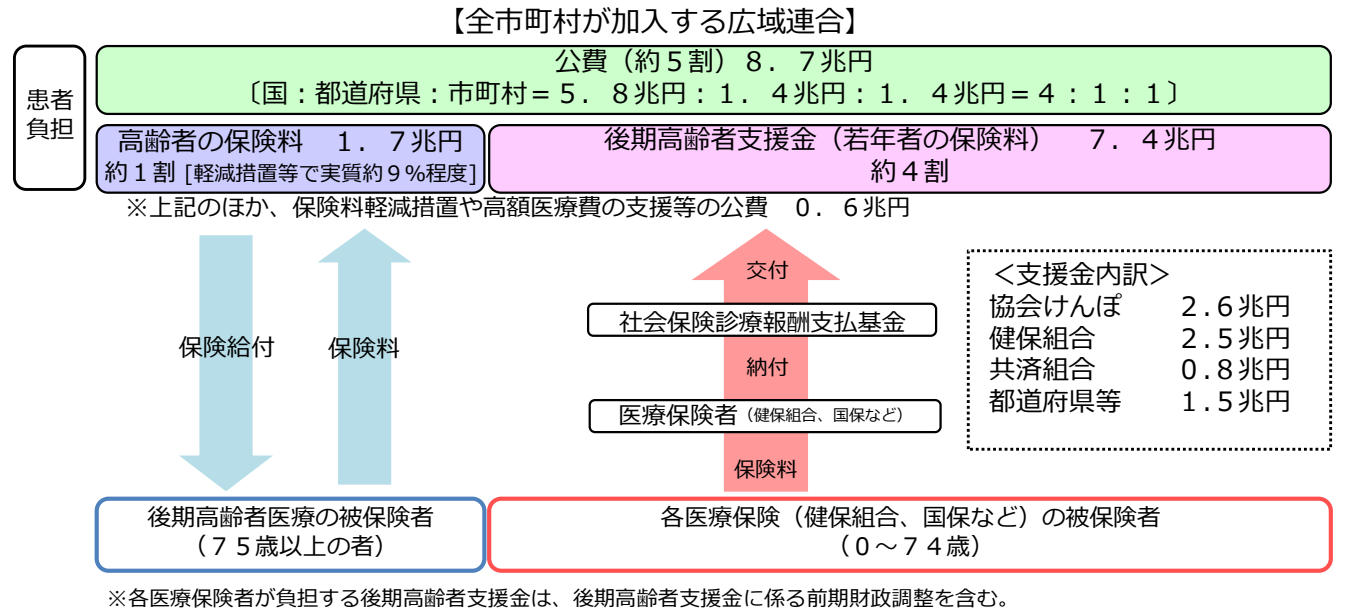 【全市町村が加入する広域連合】
患者
負担
公費（約５割）８．７兆円
〔国：都道府県：市町村＝５．８兆円：１．４兆円：１．４兆円＝４：１：１〕
高齢者の保険料　１．７兆円
約１割 [軽減措置等で実質約９％程度]
後期高齢者支援金（若年者の保険料）　７．４兆円
約４割
※上記のほか、保険料軽減措置や高額医療費の支援等の公費　０．６兆円
保険給付
保険料
交付
社会保険診療報酬支払基金
納付
医療保険者（健保組合、国保など）
保険料
＜支援金内訳＞
協会けんぽ　２.６兆円
健保組合　２.５兆円
共済組合　０.８兆円
都道府県等　１.５兆円
後期高齢者医療の被保険者
（７５歳以上の者）
各医療保険（健保組合、国保など）の被保険者
（０～７４歳）
※各医療保険者が負担する後期高齢者支援金は、後期高齢者支援金に係る前期財政調整を含む。